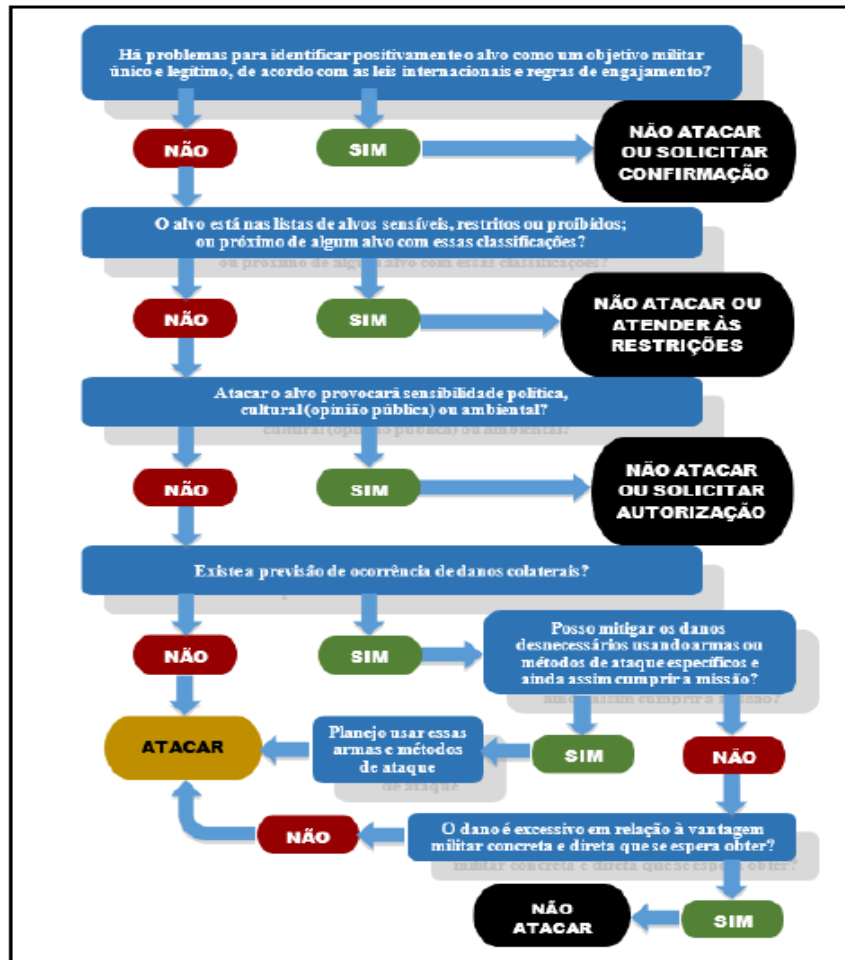 Há problemas para identificar positivamente o alvo como um objetivo militar
único e legítimo, de acordo com as leis internacionais e regras de engajamento?
NÃO
SIM
NÃO ATACAR
OU SOLICITAR
CONFIRMAÇÃO
O alvo está nas listas de alvos sensíveis, restritos ou proibidos;
ou próximo de algum alvo com essas classificações?
NÃO
SIM
NÃO ATACAR OU
ATENDER ÀS
RESTRIÇÕES
Atacar o alvo provocará sensibilidade política,
cultural (opinião pública) ou ambiental?
NÃO
SIM
NÃO ATACAR
OU SOLICITAR
AUTORIZAÇÃO
Existe a previsão de ocorrência de danos colaterais?
NÃO
SIM
Posso mitigar os danos
desnecessários usando armas ou
métodos de ataque específicos e
ainda assim cumprir a missão?
ATACAR
Planejo usar essas
armas e métodos
de ataque
SIM
NÃO
NÃO
O dano é excessivo em relação à vantagem
militar concreta e direta que se espera obter?
NÃO
ATACAR
SIM